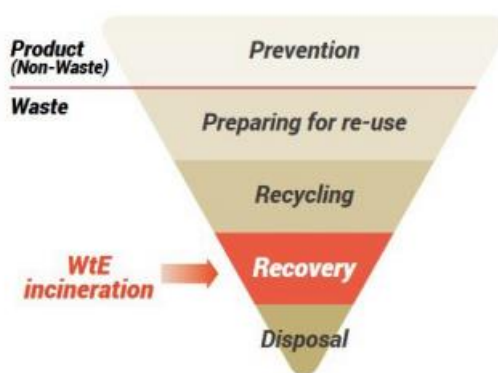 Product
(Non-Waste)
Prevention
Waste
Preparing for re-use
Recycling
WtE
incineration
Recovery
Disposal